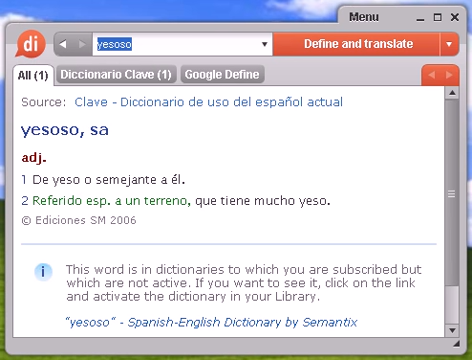 Menu
di
yesoso
Define and translate
All (1)
Diccionario Clave (1)
Google Define
Source: Clave - Diccionario de uso del español actual
yesoso, sa
adj.
1 De yeso o semejante a él.
2 Referido esp. a un terreno, que tiene mucho yeso.
© Ediciones SM 2006
i
This word is in dictionaries to which you are subscribed but
which are not active. If you want to see it, click on the link
and activate the dictionary in your Library.
"yesoso" - Spanish-English Dictionary by Semantix